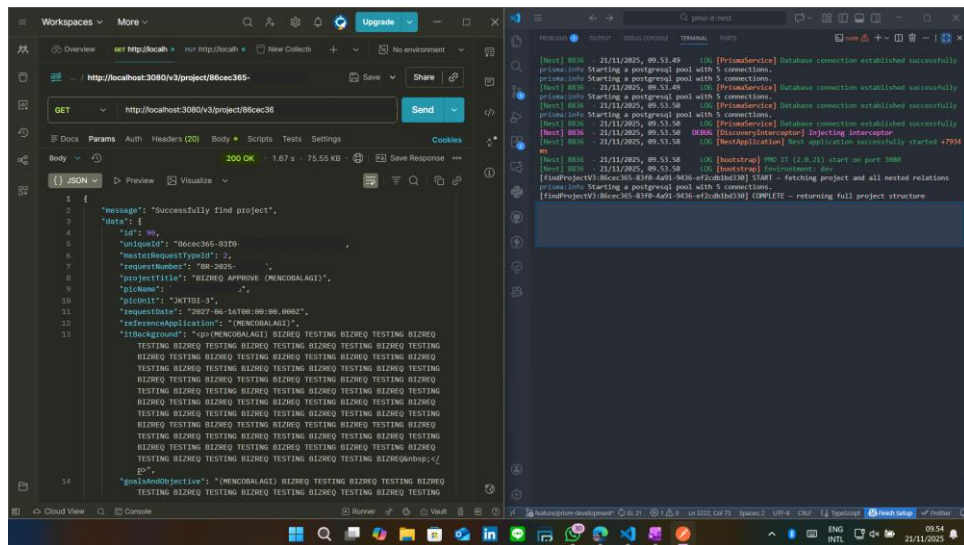 Workspaces More Upgrade
Overview GET http://localh PUT http://localh New Collecti No environment
http://localhost:3080/v3/project/86cec365- Save Share
GET http://localhost:3080/v3/project/86cec36 Send
Docs Params Auth Headers (20) Body Scripts Tests Settings Cookies
Body 200 OK 1.67 s 75.55 KB Save Response
{} JSON Preview Visualize
1 {
2 "message": "Successfully find project",
3 "data": {
4 "id": 90,
5 "uniqueId": "86cec365-83f0- ,
6 "masterRequestTypeId": 2,
7 "requestNumber": "BR-2025- ",
8 "projectTitle": "BIZREQ APPROVE (MENCOBALAGI)",
9 "picName": ",
10 "picUnit": "JKTTDI-3",
11 "requestDate": "2027-06-16T00:00:00.000Z",
12 "referenceApplication": "(MENCOBALAGI)",
13 "itBackground": "<p>(MENCOBALAGI) BIZREQ TESTING BIZREQ TESTING BIZREQ
TESTING BIZREQ TESTING BIZREQ TESTING BIZREQ TESTING BIZREQ TESTING
BIZREQ TESTING BIZREQ TESTING BIZREQ TESTING BIZREQ TESTING BIZREQ
TESTING BIZREQ TESTING BIZREQ TESTING BIZREQ TESTING BIZREQ TESTING
BIZREQ TESTING BIZREQ TESTING BIZREQ TESTING BIZREQ TESTING BIZREQ
TESTING BIZREQ TESTING BIZREQ TESTING BIZREQ TESTING BIZREQ TESTING
BIZREQ TESTING BIZREQ TESTING BIZREQ TESTING BIZREQ TESTING BIZREQ
TESTING BIZREQ TESTING BIZREQ TESTING BIZREQ TESTING BIZREQ TESTING
BIZREQ TESTING BIZREQ TESTING BIZREQ TESTING BIZREQ TESTING BIZREQ
TESTING BIZREQ TESTING BIZREQ TESTING BIZREQ TESTING BIZREQ TESTING
BIZREQ TESTING BIZREQ TESTING BIZREQ TESTING BIZREQ TESTING BIZREQ
TESTING BIZREQ TESTING BIZREQ TESTING BIZREQ TESTING BIZREQ&nbsp;</
p>",
14 "goalsAndObjective": "(MENCOBALAGI) BIZREQ TESTING BIZREQ TESTING BIZREQ
TESTING BIZREQ TESTING BIZREQ TESTING BIZREQ TESTING BIZREQ TESTING
Cloud View Console Runner Vault
pmo-it-nest
PROBLEMS OUTPUT DEBUG CONSOLE TERMINAL PORTS node
[Nest] 8836 - 21/11/2025, 09.53.49 LOG [PrismaService] Database connection established successfully
prisma:info Starting a postgresql pool with 5 connections.
[Nest] 8836 - 21/11/2025, 09.53.49 LOG [PrismaService] Database connection established successfully
prisma:info Starting a postgresql pool with 5 connections.
[Nest] 8836 - 21/11/2025, 09.53.50 LOG [PrismaService] Database connection established successfully
prisma:info Starting a postgresql pool with 5 connections.
[Nest] 8836 - 21/11/2025, 09.53.50 LOG [PrismaService] Database connection established successfully
[Nest] 8836 - 21/11/2025, 09.53.50 DEBUG [DiscoveryInterceptor] Injecting interceptor
[Nest] 8836 - 21/11/2025, 09.53.58 LOG [NestApplication] Nest application successfully started +7934
ms
[Nest] 8836 - 21/11/2025, 09.53.58 LOG [bootstrap] PMO IT (2.0.21) start on port 3080
[Nest] 8836 - 21/11/2025, 09.53.58 LOG [bootstrap] Environment: dev
[findProjectV3:86cec365-83f0-4a91-9436-ef2cdb1bd330] START — fetching project and all nested relations
prisma:info Starting a postgresql pool with 5 connections.
[findProjectV3:86cec365-83f0-4a91-9436-ef2cdb1bd330] COMPLETE — returning full project structure
feature/prism-development* Ln 3222, Col 73 Spaces: 2 UTF-8 CRLF TypeScript Finish Setup Prettier
30 ENG 09.54
INTL 21/11/2025